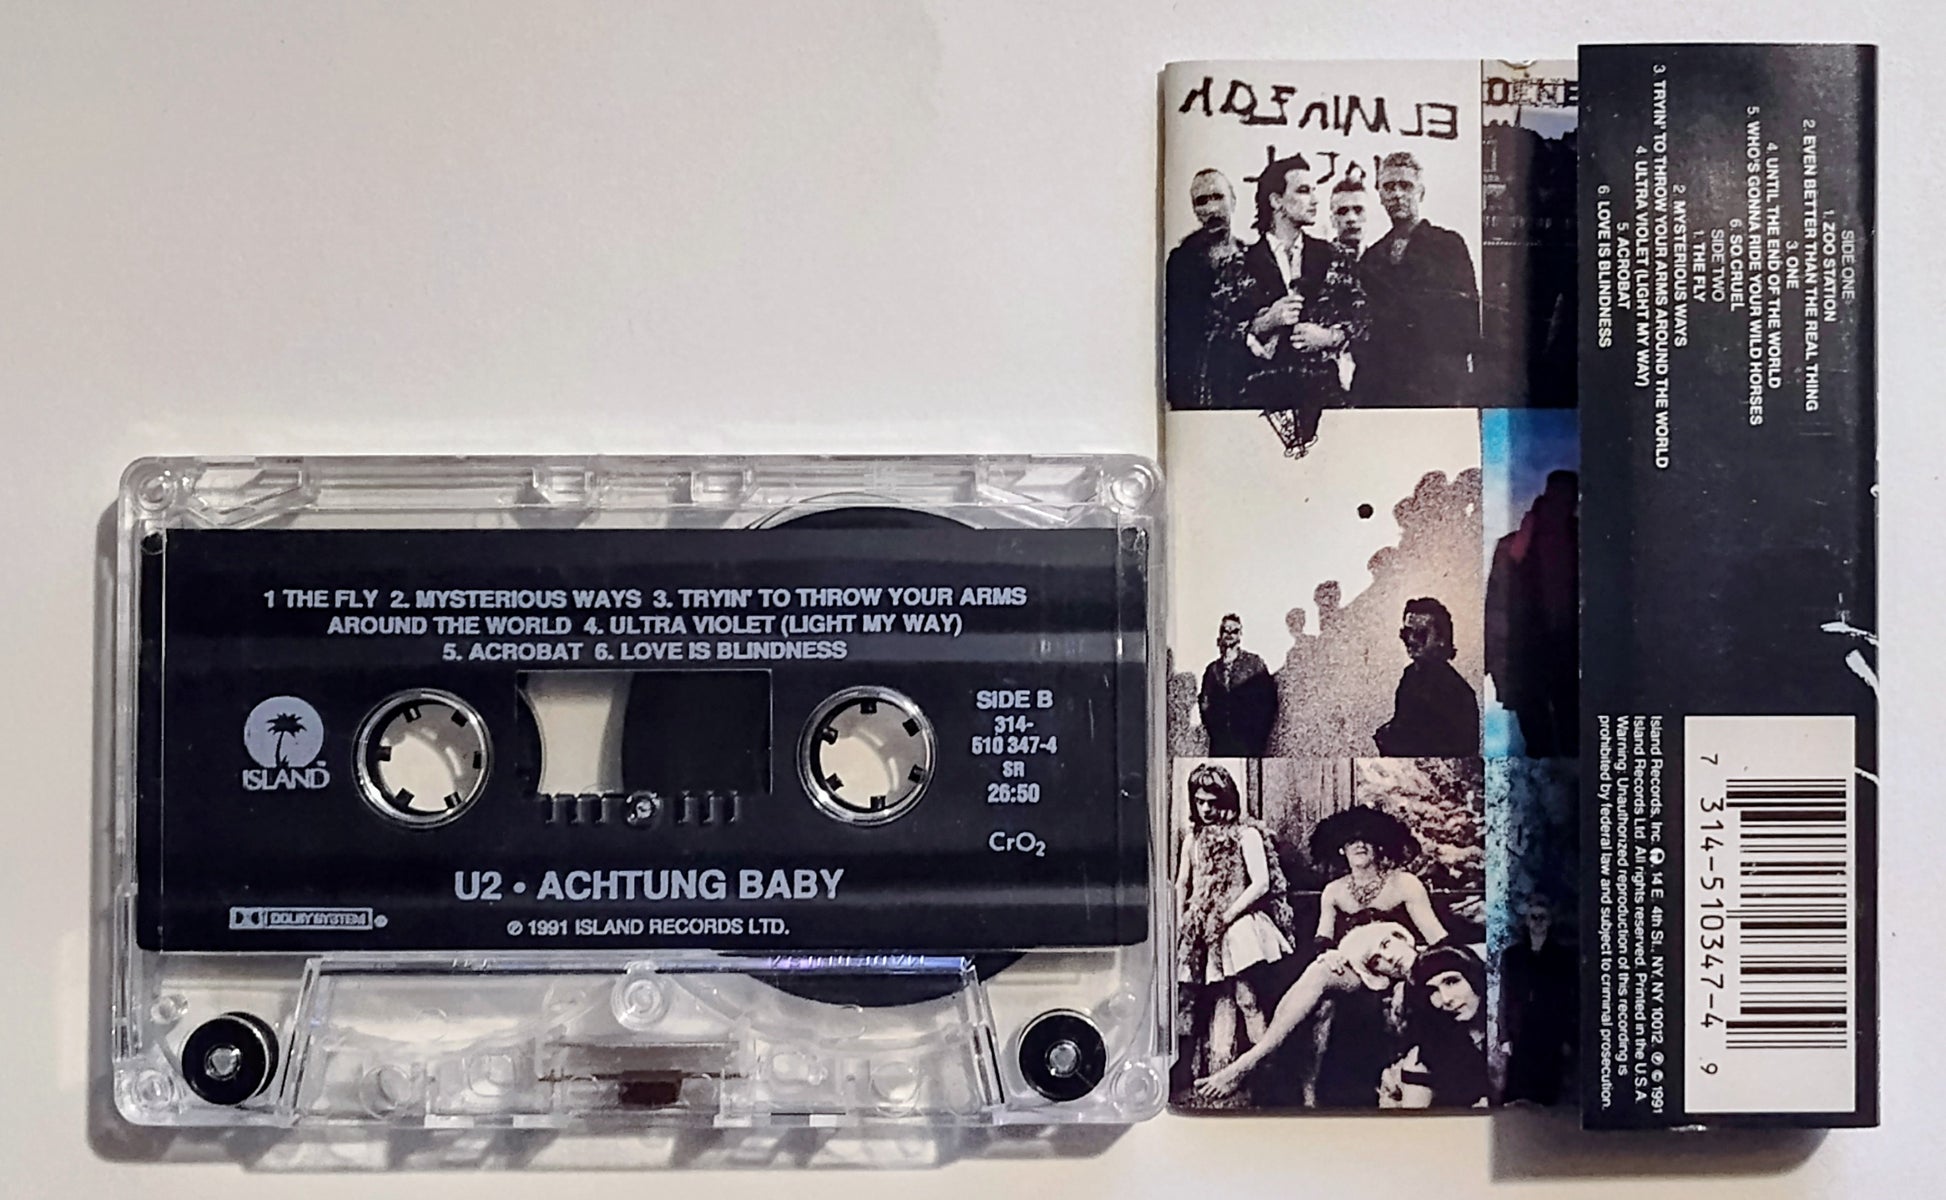 1 THE FLY 2. MYSTERIOUS WAYS 3. TRYIN' TO THROW YOUR ARMS
AROUND THE WORLD 4. ULTRA VIOLET (LIGHT MY WAY)
5. ACROBAT 6. LOVE IS BLINDNESS
ISLAND
SIDE B
314-
510 347-4
SR
26:50
CrO2
U2 • ACHTUNG BABY
DOLBY SYSTEM ®
℗ 1991 ISLAND RECORDS LTD.
SIDE ONE
1. ZOO STATION
2. EVEN BETTER THAN THE REAL THING
3. ONE
4. UNTIL THE END OF THE WORLD
5. WHO'S GONNA RIDE YOUR WILD HORSES
6. SO CRUEL
SIDE TWO
1. THE FLY
2 MYSTERIOUS WAYS
3. TRYIN' TO THROW YOUR ARMS AROUND THE WORLD
4. ULTRA VIOLET (LIGHT MY WAY)
5. ACROBAT
6 LOVE IS BLINDNESS
7 314-510347-4 9
Island Records, Inc. 14 E. 4th St., NY, NY 10012. ℗ © 1991
Island Records Ltd. All rights reserved. Printed in the U.S.A.
Warning: Unauthorized reproduction of this recording is
prohibited by federal law and subject to criminal prosecution.